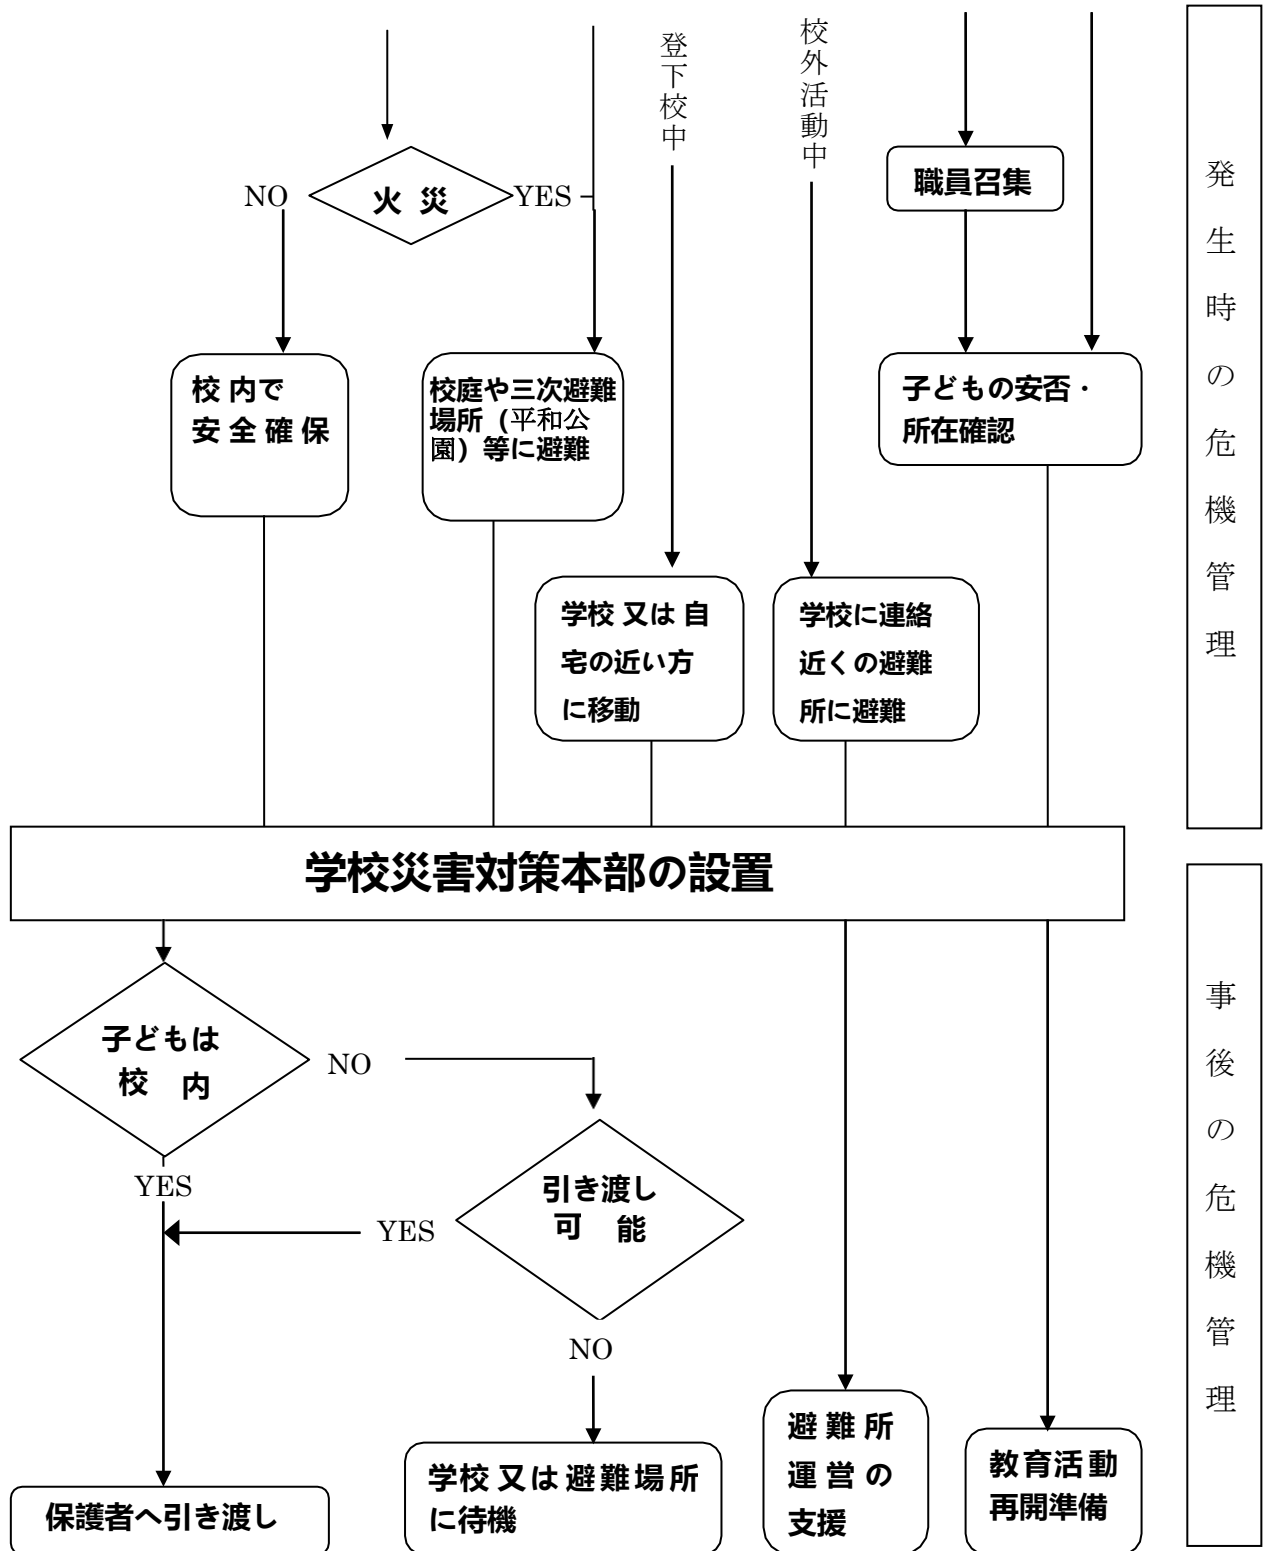 登下校中
校外活動中
職員召集
NO
火 災
YES
校 内で
安 全 確 保
校庭や三次避難
場所（平和公
園）等に避難
子どもの安否・
所在確認
学校 又は 自
宅の近い方
に移動
学校に連絡
近くの避難
所に避難
発生時の危機管理
学校災害対策本部の設置
子どもは
校 内
NO
YES
引き渡し
可 能
YES
NO
保護者へ引き渡し
学校 又は 避難場所
に待機
避 難 所
運 営 の
支援
教育活動
再開準備
事後の危機管理